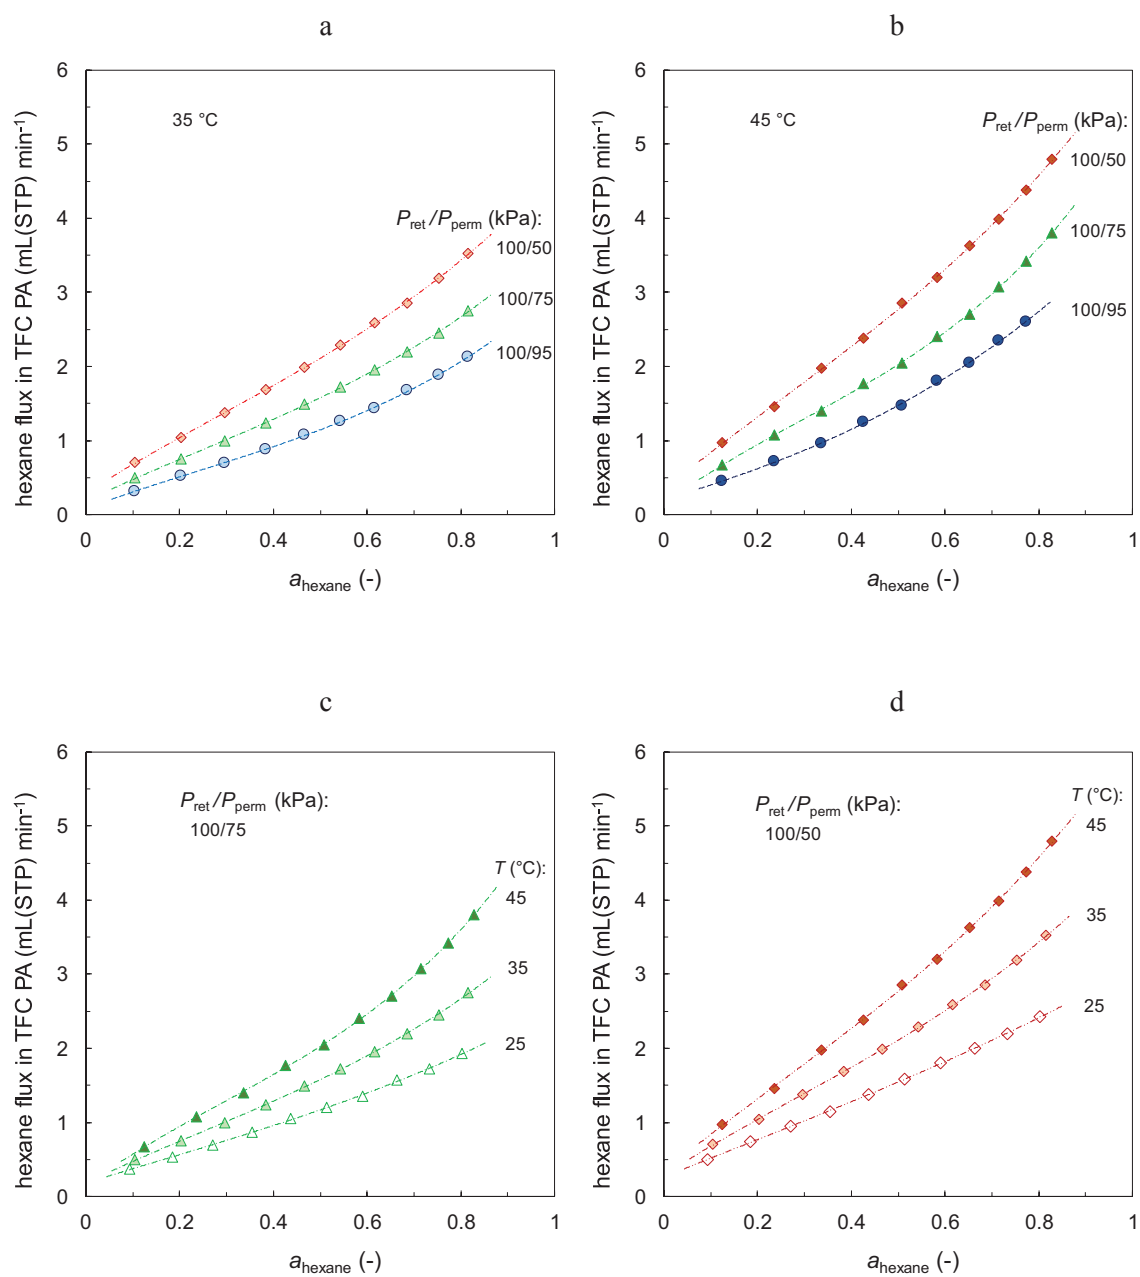 a
hexane flux in TFC PA (mL(STP) min⁻¹
6
5
4
3
2
1
0
35 °C
Pret /Pperm (kPa):
100/50
100/75
100/95
0 0.2 0.4 0.6 0.8 1
ahexane (-)
b
hexane flux in TFC PA (mL(STP) min⁻¹
6
5
4
3
2
1
0
45 °C
Pret /Pperm (kPa):
100/50
100/75
100/95
0 0.2 0.4 0.6 0.8 1
ahexane (-)
c
hexane flux in TFC PA (mL(STP) min⁻¹
6
5
4
3
2
1
0
Pret /Pperm (kPa):
100/75
T (°C):
45
35
25
0 0.2 0.4 0.6 0.8 1
ahexane (-)
d
hexane flux in TFC PA (mL(STP) min⁻¹
6
5
4
3
2
1
0
Pret /Pperm (kPa):
100/50
T (°C):
45
35
25
0 0.2 0.4 0.6 0.8 1
ahexane (-)